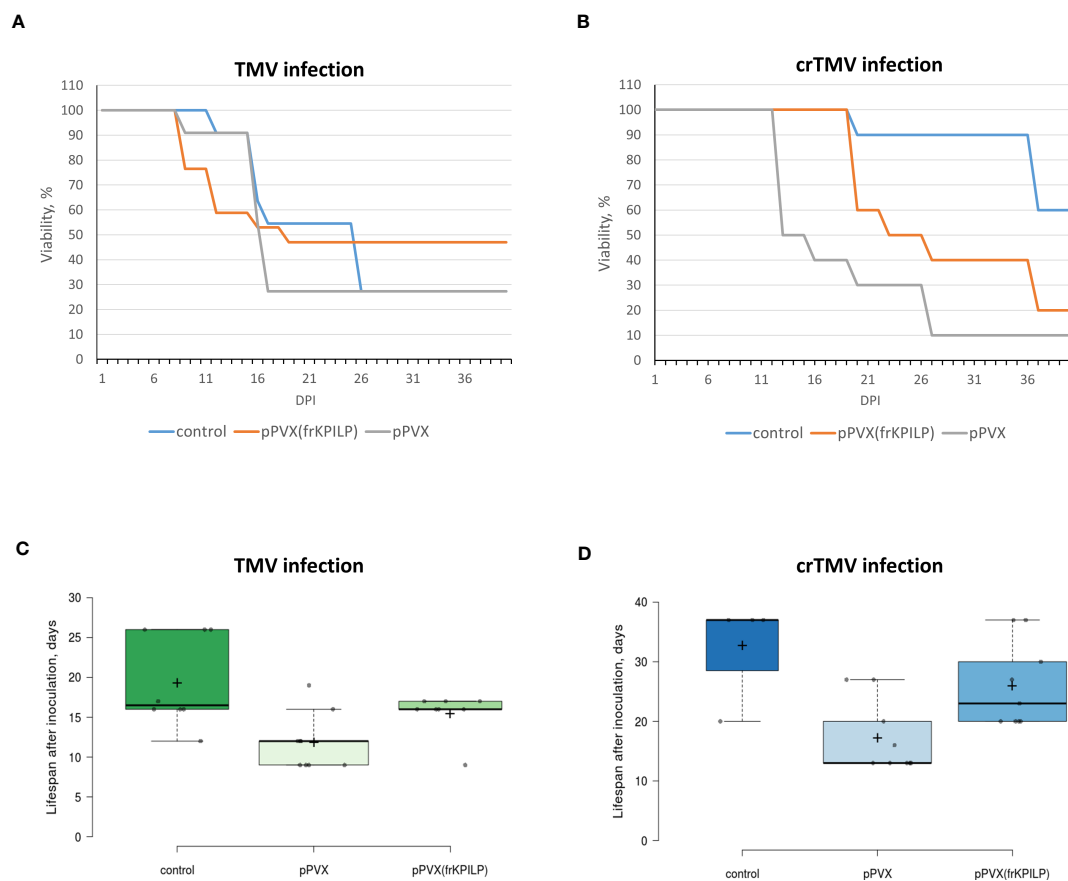 A
TMV infection
110
100
90
80
70
60
50
40
30
20
10
0
Viability, %
1 6 11 16 21 26 31 36
DPI
control pPVX(frKPILP) pPVX
B
crTMV infection
110
100
90
80
70
60
50
40
30
20
10
0
Viability, %
1 6 11 16 21 26 31 36
DPI
control pPVX(frKPILP) pPVX
C
TMV infection
30
25
20
15
10
5
0
Lifespan after inoculation, days
control pPVX pPVX(frKPILP)
D
crTMV infection
40
30
20
10
0
Lifespan after inoculation, days
control pPVX pPVX(frKPILP)